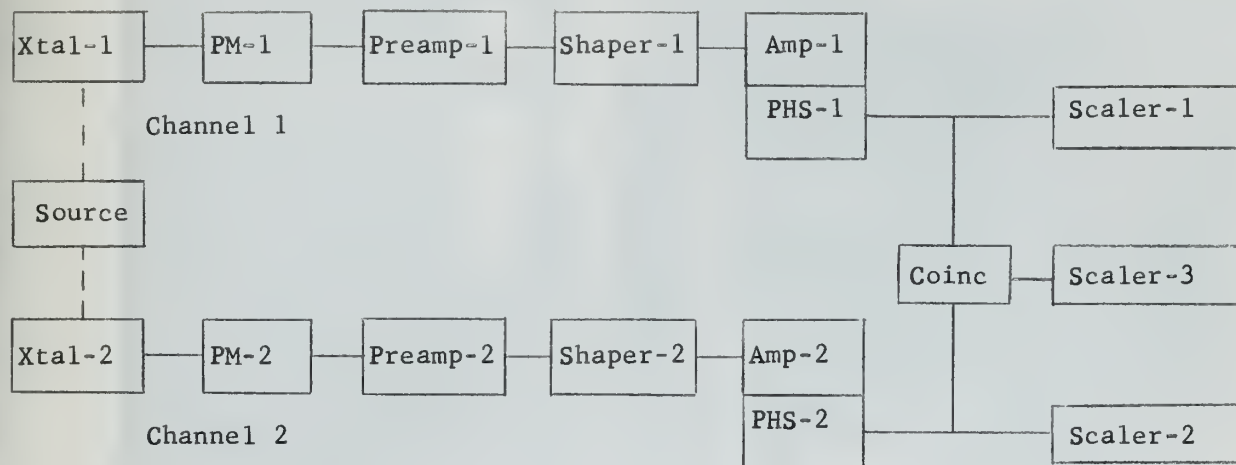 Xtal-1 PM-1 Preamp-1 Shaper-1 Amp-1
PHS-1 Scaler-1
Channel 1
Source
Coinc Scaler-3
Xtal-2 PM-2 Preamp-2 Shaper-2 Amp-2
PHS-2 Scaler-2
Channel 2